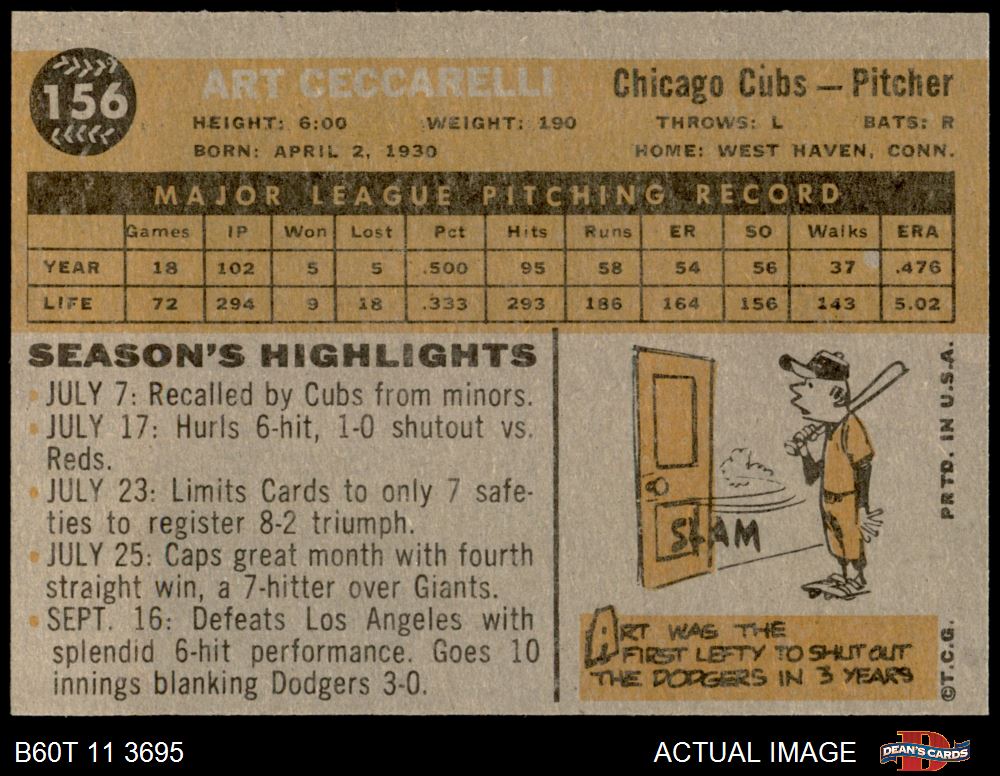 156
ART CECCARELLI
Chicago Cubs — Pitcher
HEIGHT: 6:00 WEIGHT: 190 THROWS: L BATS: R
BORN: APRIL 2, 1930 HOME: WEST HAVEN, CONN.
MAJOR LEAGUE PITCHING RECORD
Games IP Won Lost Pct Hits Runs ER SO Walks ERA
YEAR 18 102 5 5 .500 95 58 54 56 37 .476
LIFE 72 294 9 18 .333 293 186 164 156 143 5.02
SEASON'S HIGHLIGHTS
• JULY 7: Recalled by Cubs from minors.
• JULY 17: Hurls 6-hit, 1-0 shutout vs.
Reds.
• JULY 23: Limits Cards to only 7 safe-
ties to register 8-2 triumph.
• JULY 25: Caps great month with fourth
straight win, a 7-hitter over Giants.
• SEPT. 16: Defeats Los Angeles with
splendid 6-hit performance. Goes 10
innings blanking Dodgers 3-0.
SLAM
ART WAS THE
FIRST LEFTY TO SHUT OUT
THE DODGERS IN 3 YEARS
©T.C.G. PRTD. IN U.S.A.
B60T 11 3695
ACTUAL IMAGE
D
DEAN'S CARDS